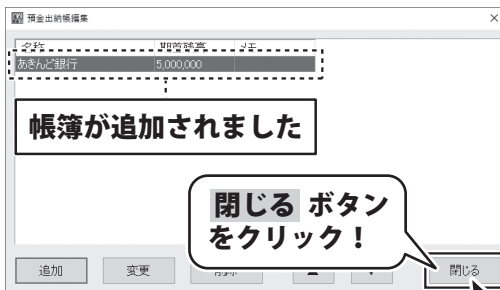 預金出納帳編集
×
名称 期首残高 メモ
あきんど銀行 5,000,000
帳簿が追加されました
閉じる ボタン
をクリック！
追加 変更 削除 ▲ ▼ 閉じる